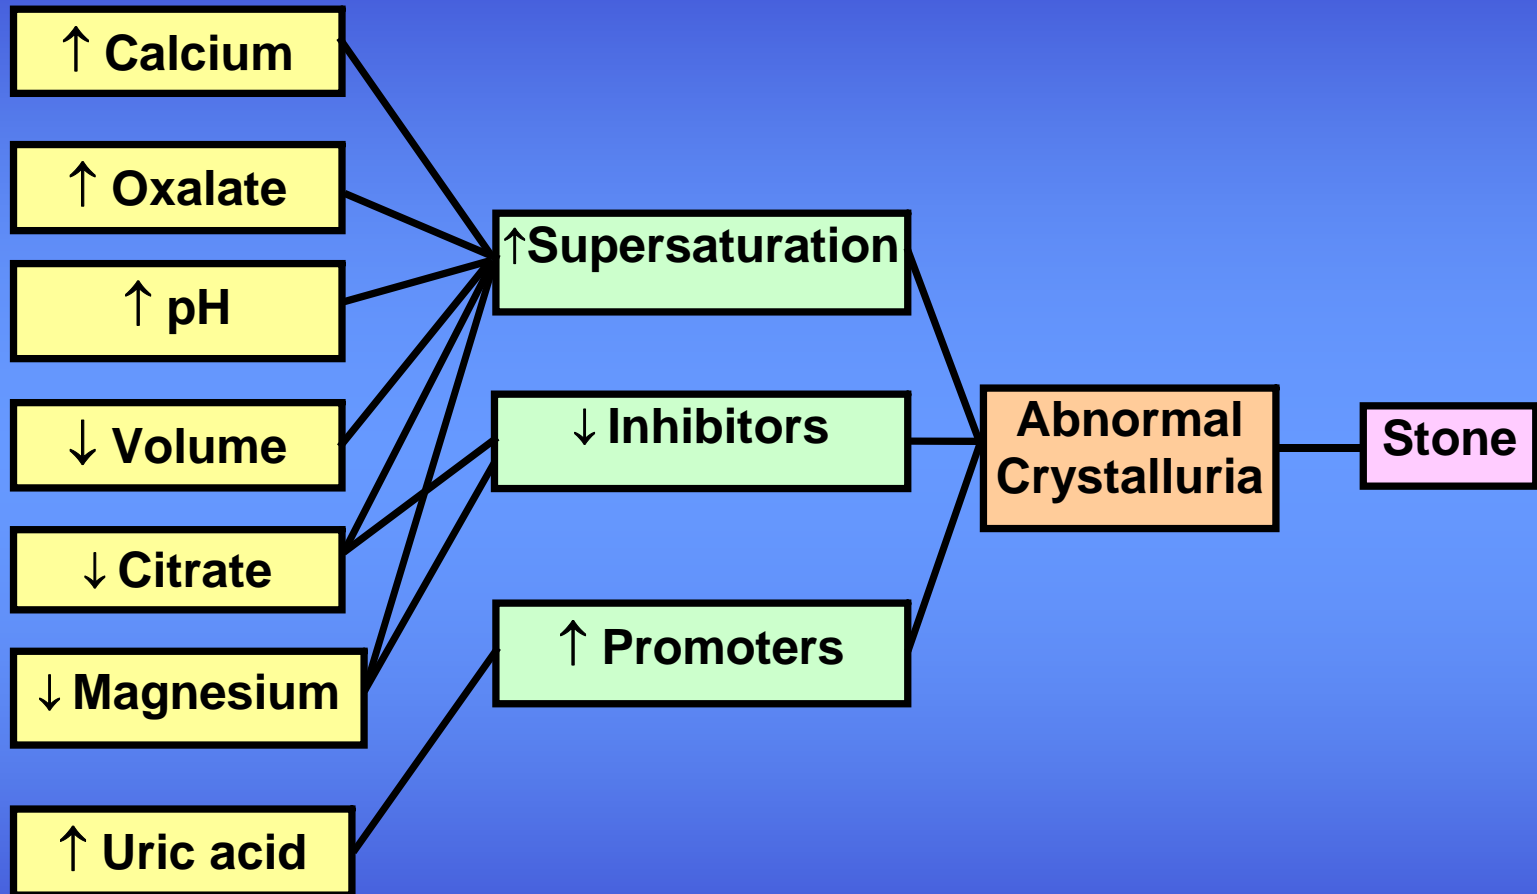 ↑ Calcium
↑ Oxalate
↑ pH
↓ Volume
↓ Citrate
↓ Magnesium
↑ Uric acid
↑Supersaturation
↓ Inhibitors
↑ Promoters
Abnormal
Crystalluria
Stone